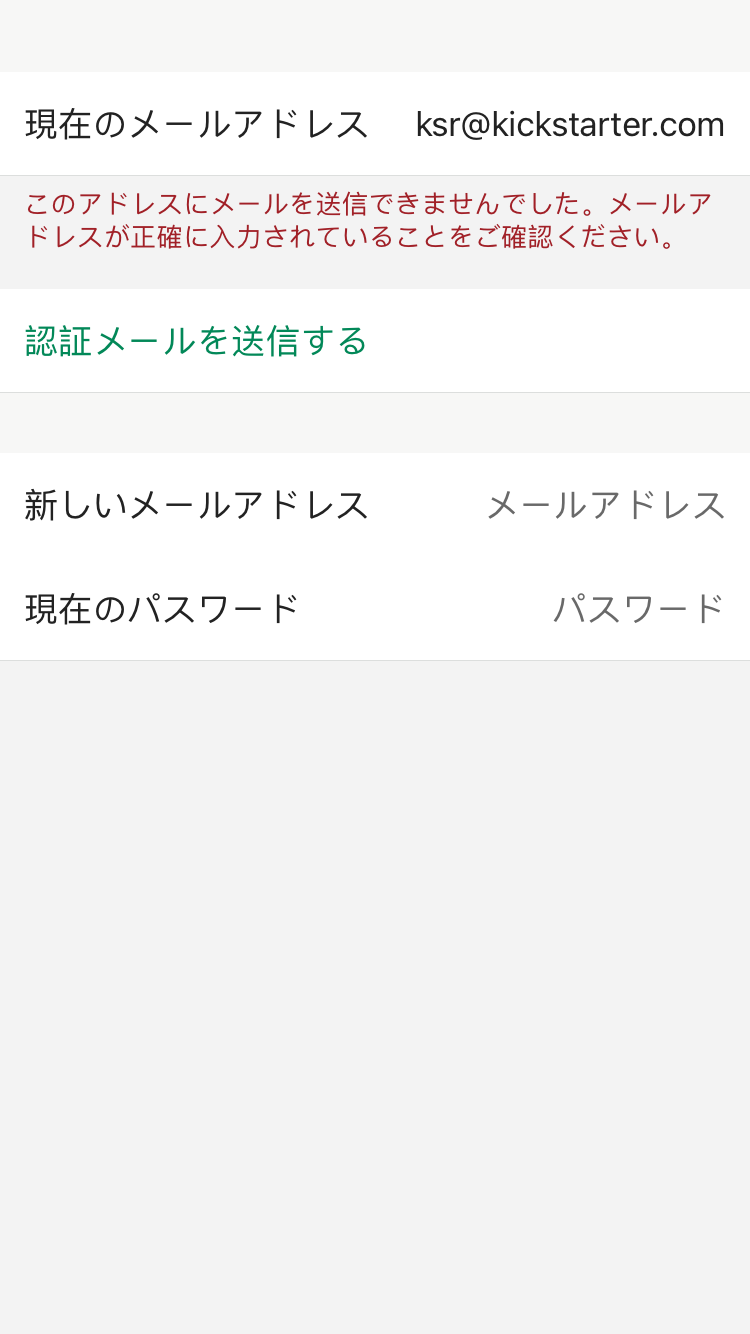 現在のメールアドレス ksr@kickstarter.com
このアドレスにメールを送信できませんでした。メールア
ドレスが正確に入力されていることをご確認ください。
認証メールを送信する
新しいメールアドレス メールアドレス
現在のパスワード パスワード